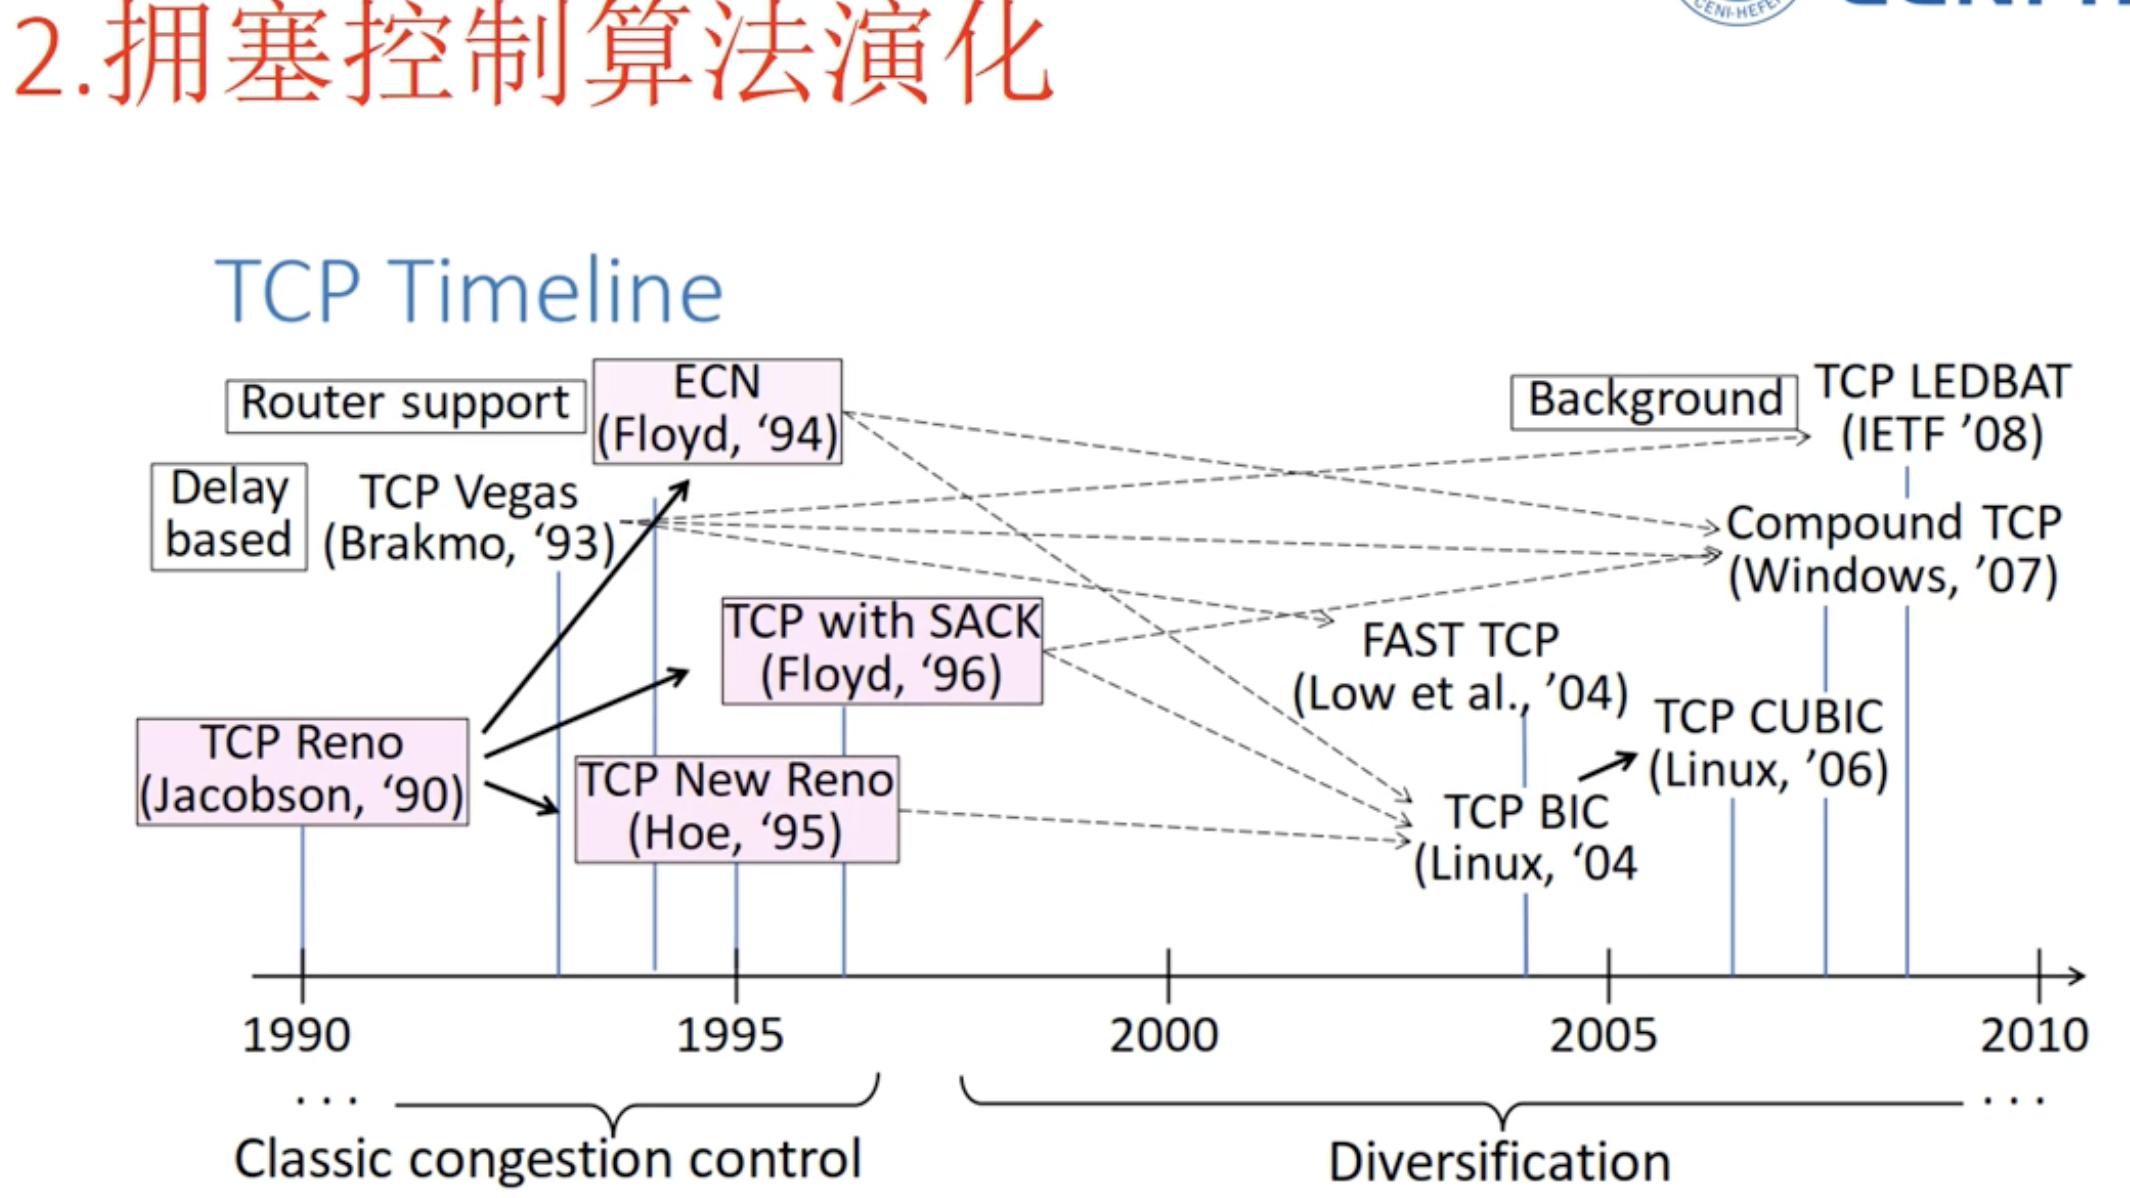 2.拥塞控制算法演化
CENI-HEFEI
TCP Timeline
Router support
ECN
(Floyd, ‘94)
Background
TCP LEDBAT
(IETF ’08)
Delay
based
TCP Vegas
(Brakmo, ‘93)
Compound TCP
(Windows, ’07)
TCP with SACK
(Floyd, ‘96)
FAST TCP
(Low et al., ’04)
TCP CUBIC
(Linux, ’06)
TCP Reno
(Jacobson, ‘90)
TCP New Reno
(Hoe, ‘95)
TCP BIC
(Linux, ‘04
1990
1995
2000
2005
2010
. . .
. . .
Classic congestion control
Diversification